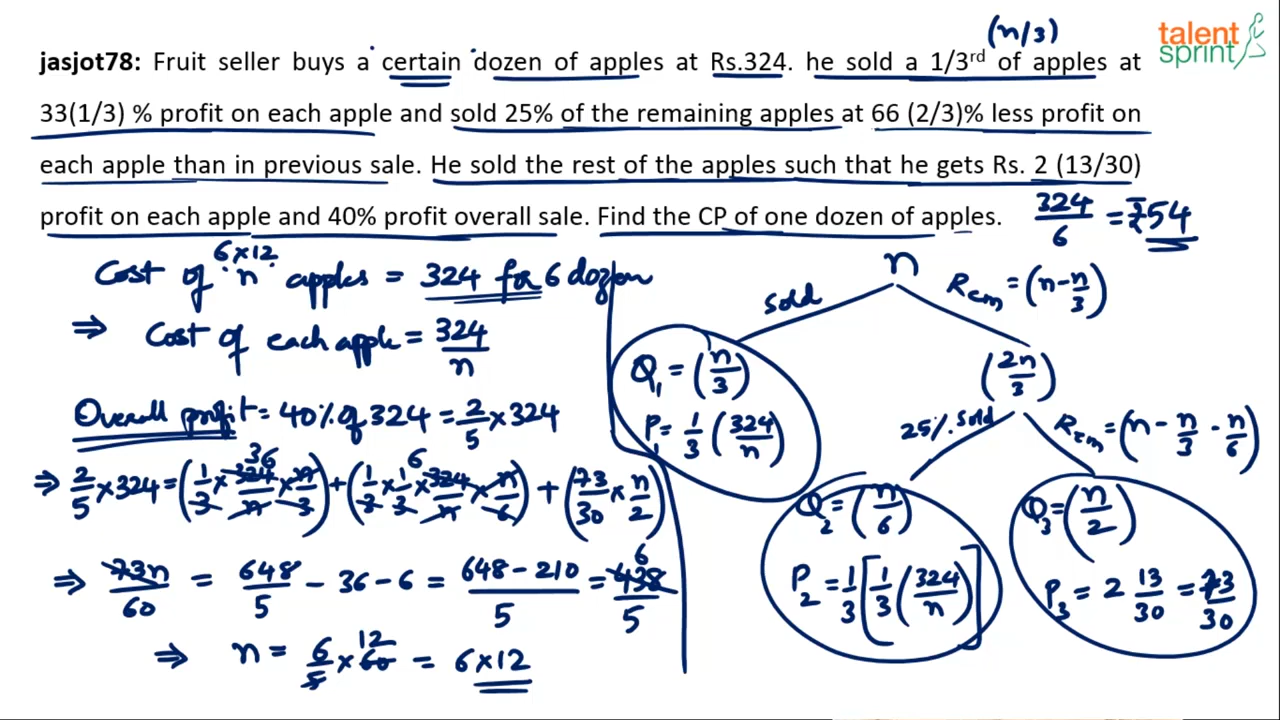 (n/3)
talent
sprint
jasjot78: Fruit seller buys a certain dozen of apples at Rs.324. he sold a 1/3rd of apples at
33(1/3) % profit on each apple and sold 25% of the remaining apples at 66 (2/3)% less profit on
each apple than in previous sale. He sold the rest of the apples such that he gets Rs. 2 (13/30)
profit on each apple and 40% profit overall sale. Find the CP of one dozen of apples.
324/6 = ₹54
6×12
Cost of 'n' apples = 324 for 6 dozen
⇒ Cost of each apple = 324/n
Overall profit = 40% of 324 = 2/5 × 324
36 6
⇒ 2/5 × 324 = (1/3 × 324/n × n/3) + (1/3 × 1/3 × 324/n × n/6) + (73/30 × n/2)
⇒ 73n/60 = 648/5 - 36 - 6 = 648 - 210/5 = 438/5
6
12
⇒ n = 6/5 × 60 = 6 × 12
n
Sold
Rem = (n - n/3)
Q1 = (n/3)
P1 = 1/3 (324/n)
(2n/3)
25% sold
Rem = (n - n/3 - n/6)
Q2 = (n/6)
P2 = 1/3 [1/3 (324/n)]
Q3 = (n/2)
P3 = 2 13/30 = 73/30